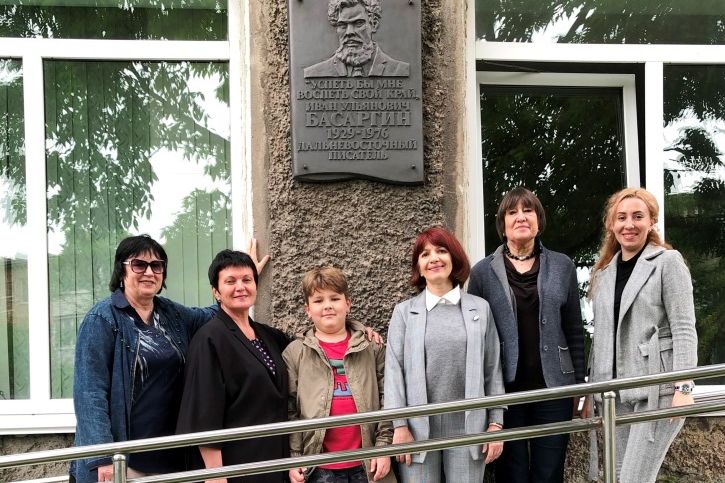 "УСПЕТЬ БЫ МНЕ
ВОСПЕТЬ СВОЙ КРАЙ,
ИВАН УЛЬЯНОВИЧ
БАСАРГИН
1929-1976
ДАЛЬНЕВОСТОЧНЫЙ
ПИСАТЕЛЬ